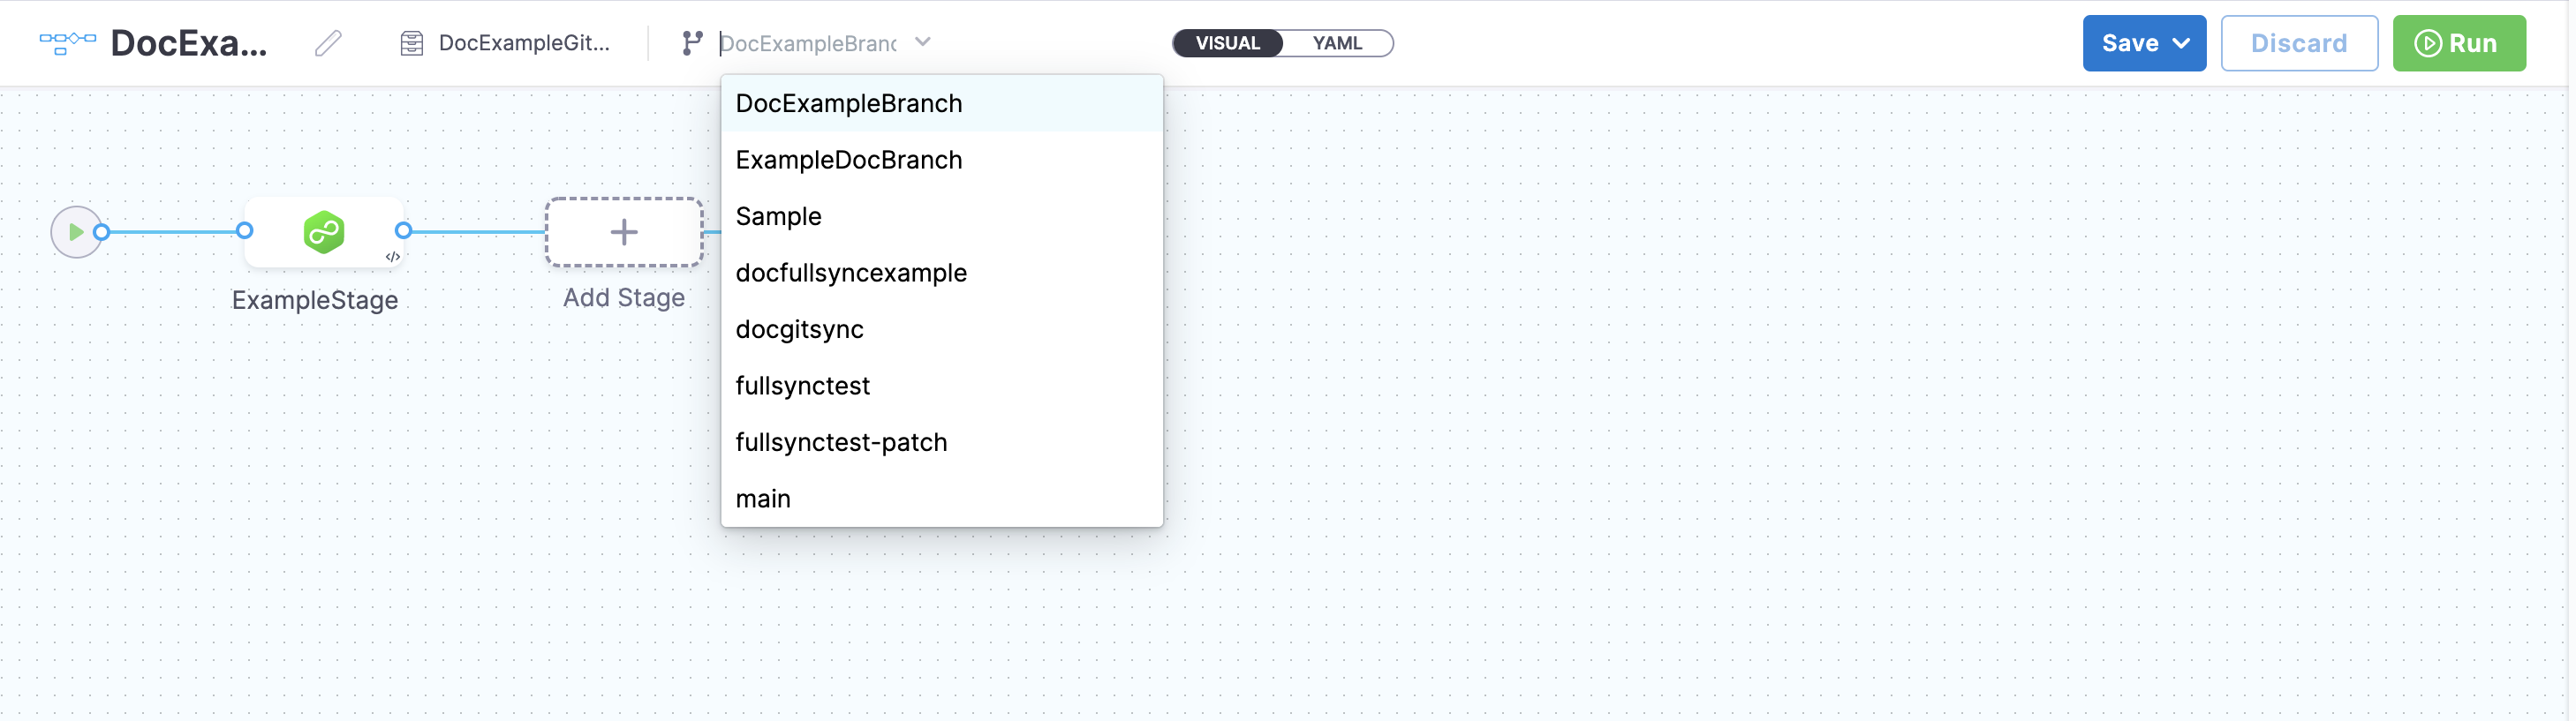 DocExa...
DocExampleGit...
DocExampleBranc
VISUAL
YAML
Save
Discard
Run
DocExampleBranch
ExampleDocBranch
Sample
docfullsyncexample
docgitsync
fullsynctest
fullsynctest-patch
main
</>
ExampleStage
Add Stage